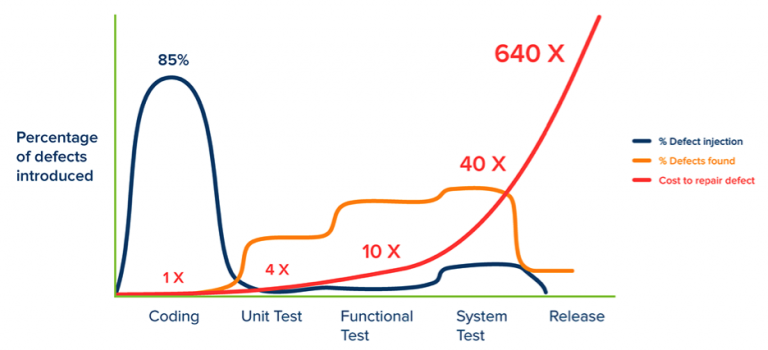 85%
640 X
Percentage
of defects
introduced
% Defect injection
% Defects found
Cost to repair defect
40 X
10 X
4 X
1 X
Coding
Unit Test
Functional
Test
System
Test
Release